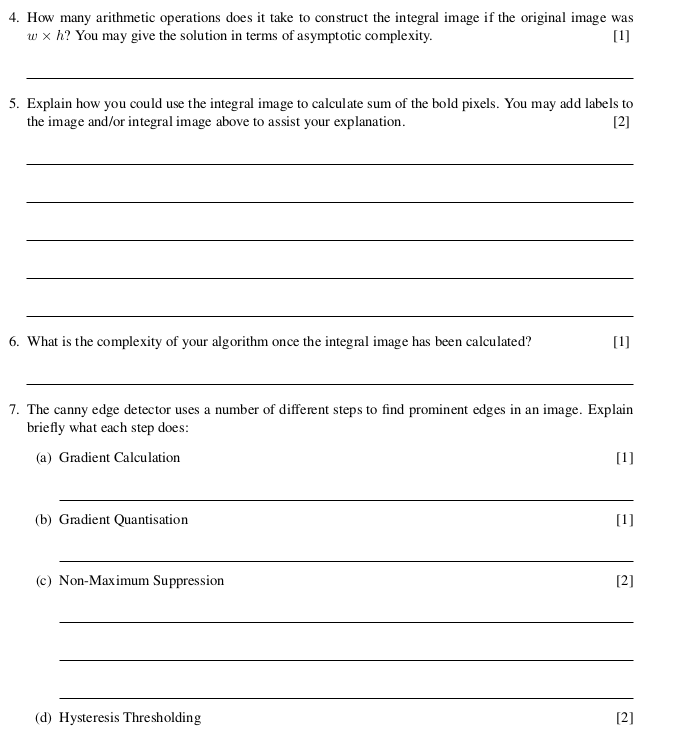 4. How many arithmetic operations does it take to construct the integral image if the original image was
w × h? You may give the solution in terms of asymptotic complexity. [1]
5. Explain how you could use the integral image to calculate sum of the bold pixels. You may add labels to
the image and/or integral image above to assist your explanation. [2]
6. What is the complexity of your algorithm once the integral image has been calculated? [1]
7. The canny edge detector uses a number of different steps to find prominent edges in an image. Explain
briefly what each step does:
(a) Gradient Calculation [1]
(b) Gradient Quantisation [1]
(c) Non-Maximum Suppression [2]
(d) Hysteresis Thresholding [2]